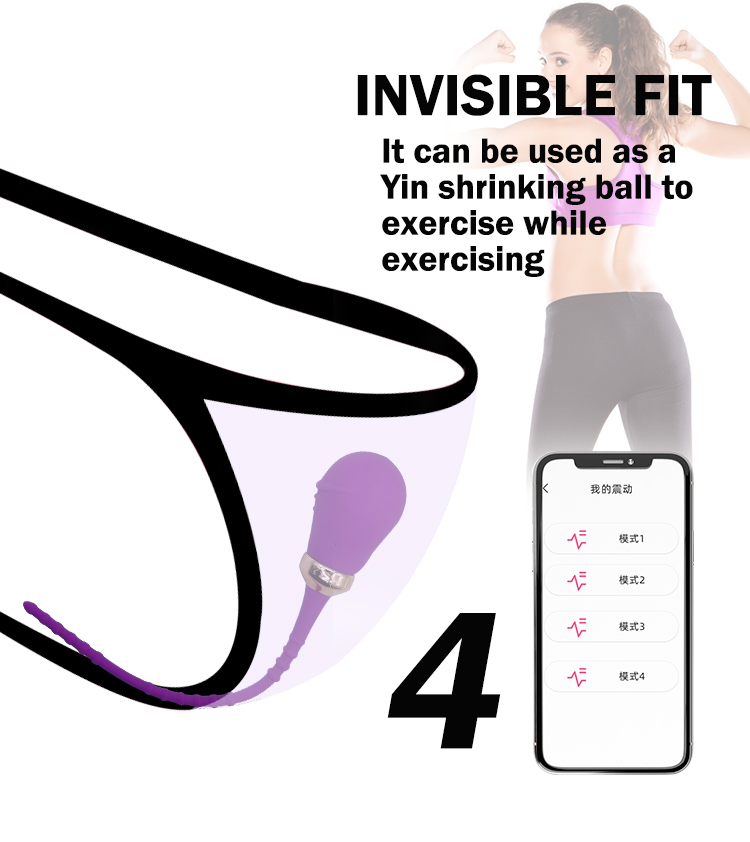 INVISIBLE FIT
It can be used as a
Yin shrinking ball to
exercise while
exercising
4
我的震动
模式1
模式2
模式3
模式4